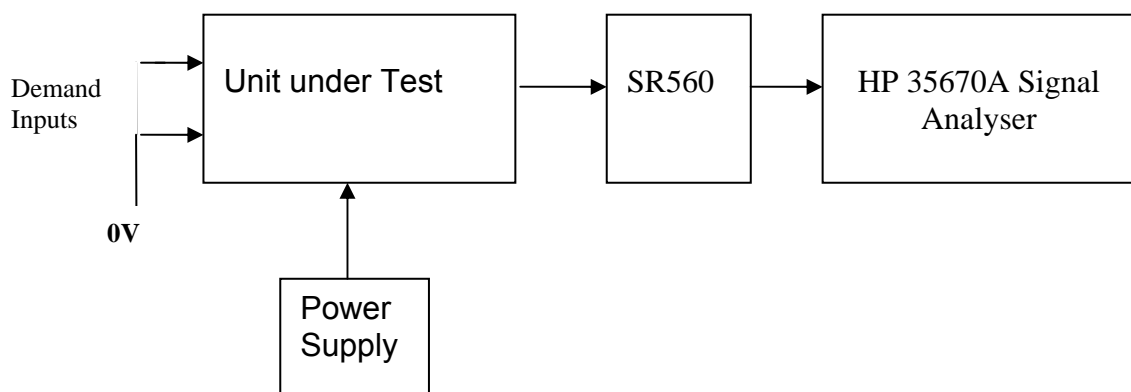 Demand
Inputs
0V
Unit under Test
SR560
HP 35670A Signal
Analyser
Power
Supply